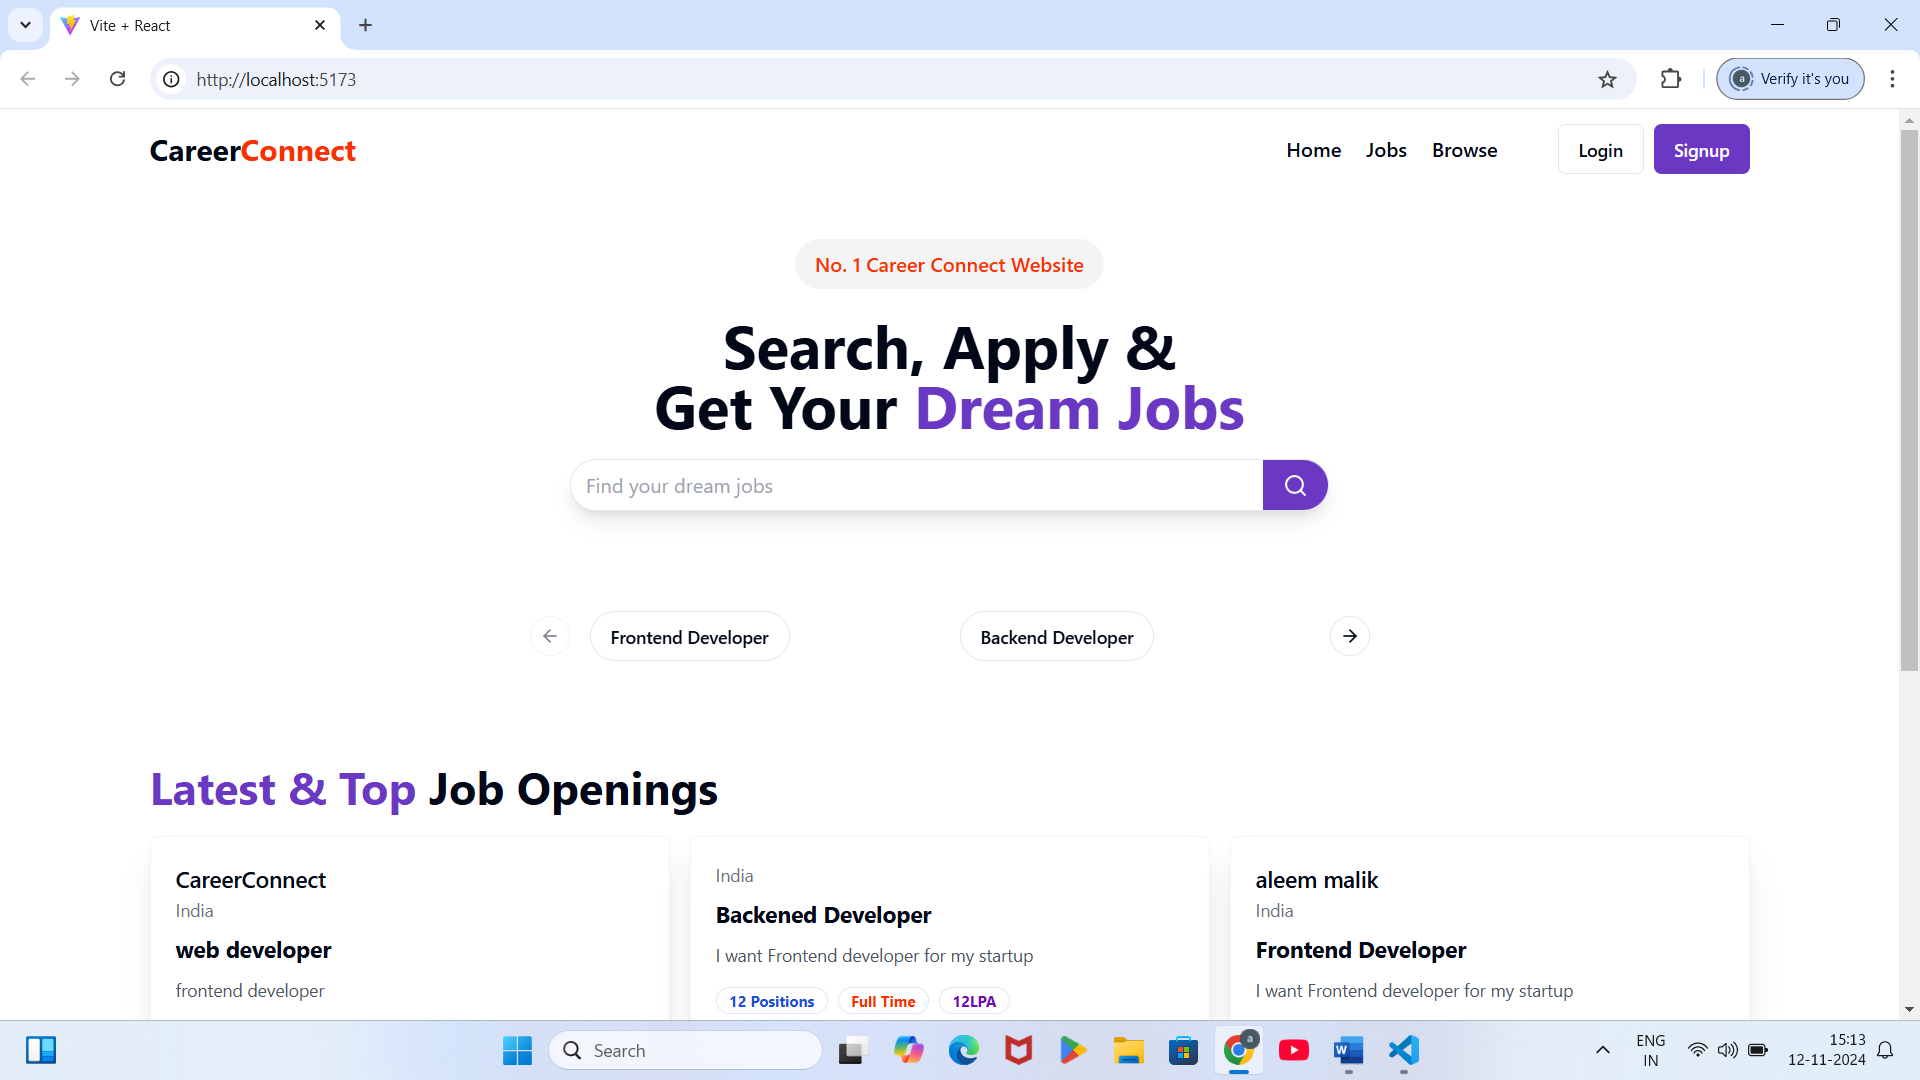 Vite + React
http://localhost:5173
a Verify it's you
CareerConnect
Home Jobs Browse Login Signup
No. 1 Career Connect Website
Search, Apply &
Get Your Dream Jobs
Find your dream jobs
Frontend Developer Backend Developer
Latest & Top Job Openings
CareerConnect
India
web developer
frontend developer
India
Backened Developer
I want Frontend developer for my startup
12 Positions Full Time 12LPA
aleem malik
India
Frontend Developer
I want Frontend developer for my startup
Search
a
W
ENG
IN
15:13
12-11-2024